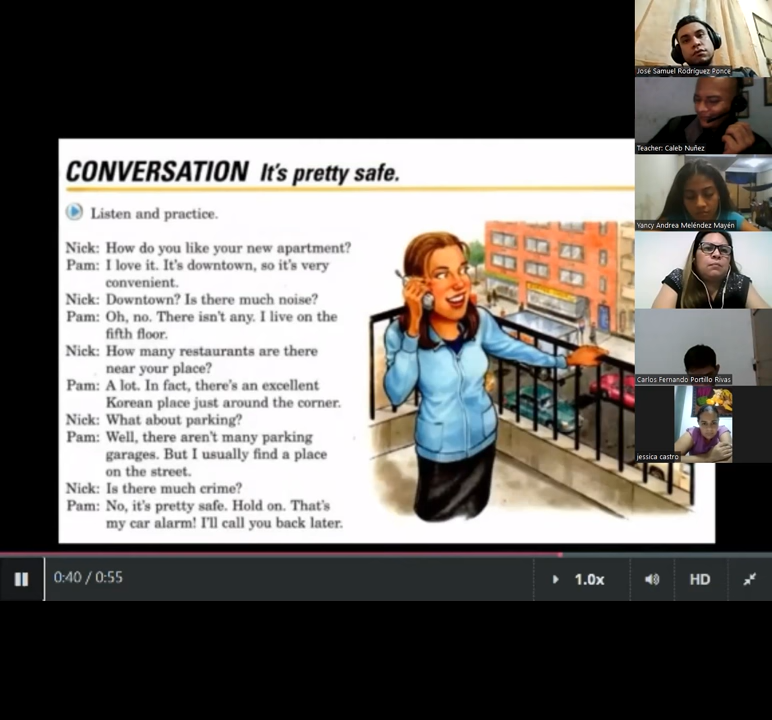 CONVERSATION It's pretty safe.
Listen and practice.
Nick: How do you like your new apartment?
Pam: I love it. It's downtown, so it's very
convenient.
Nick: Downtown? Is there much noise?
Pam: Oh, no. There isn't any. I live on the
fifth floor.
Nick: How many restaurants are there
near your place?
Pam: A lot. In fact, there's an excellent
Korean place just around the corner.
Nick: What about parking?
Pam: Well, there aren't many parking
garages. But I usually find a place
on the street.
Nick: Is there much crime?
Pam: No, it's pretty safe. Hold on. That's
my car alarm! I'll call you back later.
José Samuel Rodríguez Ponce
Teacher: Caleb Nuñez
Yancy Andrea Meléndez Mayén
Carlos Fernando Portillo Rivas
jessica castro
0:40 / 0:55
1.0x
HD